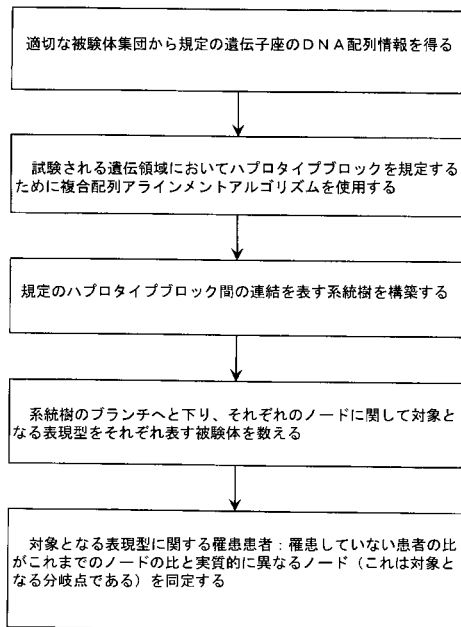 適切な被験体集団から規定の遺伝子座のDNA配列情報を得る
試験される遺伝領域においてハプロタイプブロックを規定する
ために複合配列アラインメントアルゴリズムを使用する
規定のハプロタイプブロック間の連結を表す系統樹を構築する
系統樹のブランチへと下り、それぞれのノードに関して対象と
なる表現型をそれぞれ表す被験体を数える
対象となる表現型に関する罹患患者：罹患していない患者の比
がこれまでのノードの比と実質的に異なるノード（これは対象と
なる分岐点である）を同定する